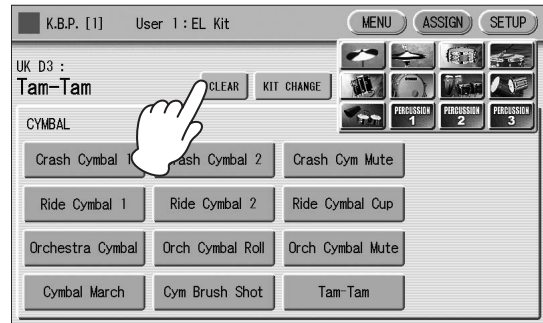 K.B.P. [1] User 1 : EL Kit MENU ASSIGN SETUP
UK D3 :
Tam-Tam CLEAR KIT CHANGE
PERCUSSION 1 PERCUSSION 2 PERCUSSION 3
CYMBAL
Crash Cymbal 1 Crash Cymbal 2 Crash Cym Mute
Ride Cymbal 1 Ride Cymbal 2 Ride Cymbal Cup
Orchestra Cymbal Orch Cymbal Roll Orch Cymbal Mute
Cymbal March Cym Brush Shot Tam-Tam